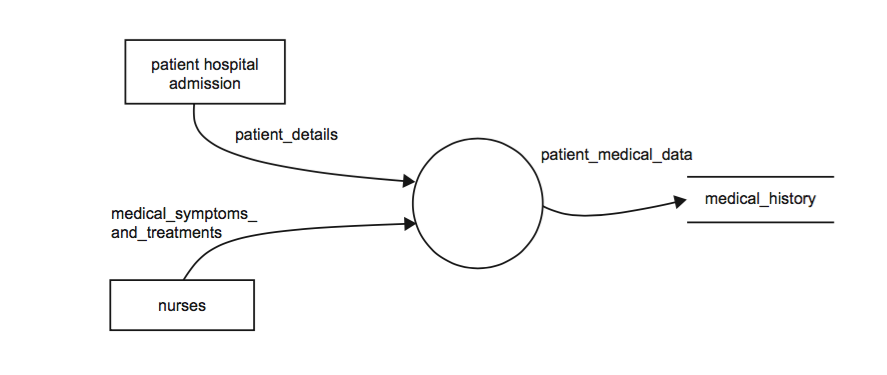 patient hospital
admission
patient_details
patient_medical_data
medical_history
medical_symptoms_
and_treatments
nurses